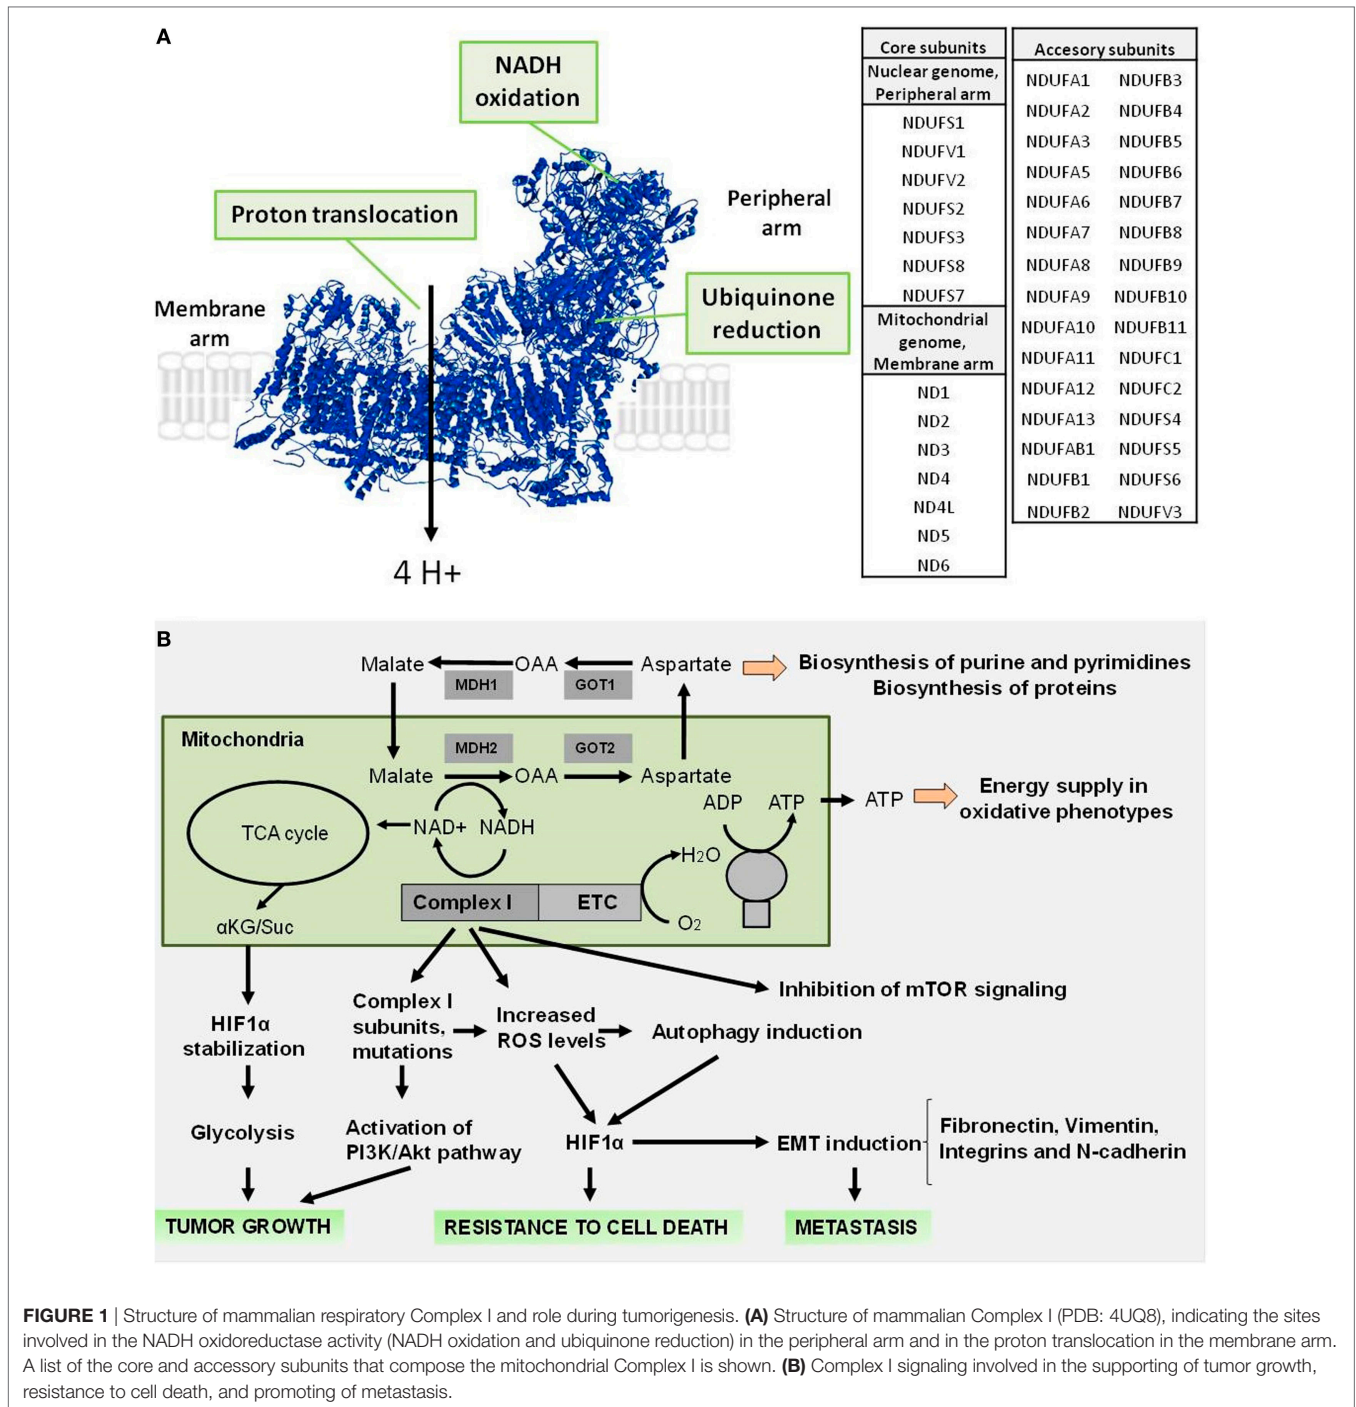 A
NADH
oxidation
Proton translocation
Peripheral
arm
Ubiquinone
reduction
Membrane
arm
4 H+
Core subunits
Nuclear genome,
Peripheral arm
NDUFS1
NDUFV1
NDUFV2
NDUFS2
NDUFS3
NDUFS8
NDUFS7
Mitochondrial
genome,
Membrane arm
ND1
ND2
ND3
ND4
ND4L
ND5
ND6
Accesory subunits
NDUFA1 NDUFB3
NDUFA2 NDUFB4
NDUFA3 NDUFB5
NDUFA5 NDUFB6
NDUFA6 NDUFB7
NDUFA7 NDUFB8
NDUFA8 NDUFB9
NDUFA9 NDUFB10
NDUFA10 NDUFB11
NDUFA11 NDUFC1
NDUFA12 NDUFC2
NDUFA13 NDUFS4
NDUFAB1 NDUFS5
NDUFB1 NDUFS6
NDUFB2 NDUFV3
B
Malate OAA Aspartate
MDH1 GOT1
Biosynthesis of purine and pyrimidines
Biosynthesis of proteins
Mitochondria
MDH2 GOT2
Malate OAA Aspartate
ADP ATP ATP
Energy supply in
oxidative phenotypes
TCA cycle
NAD+ NADH
H2O
Complex I ETC
O2
αKG/Suc
HIF1α
stabilization
Complex I
subunits,
mutations
Increased
ROS levels
Inhibition of mTOR signaling
Autophagy induction
Glycolysis
Activation of
PI3K/Akt pathway
HIF1α
EMT induction
Fibronectin, Vimentin,
Integrins and N-cadherin
TUMOR GROWTH
RESISTANCE TO CELL DEATH
METASTASIS
FIGURE 1 | Structure of mammalian respiratory Complex I and role during tumorigenesis. (A) Structure of mammalian Complex I (PDB: 4UQ8), indicating the sites
involved in the NADH oxidoreductase activity (NADH oxidation and ubiquinone reduction) in the peripheral arm and in the proton translocation in the membrane arm.
A list of the core and accessory subunits that compose the mitochondrial Complex I is shown. (B) Complex I signaling involved in the supporting of tumor growth,
resistance to cell death, and promoting of metastasis.